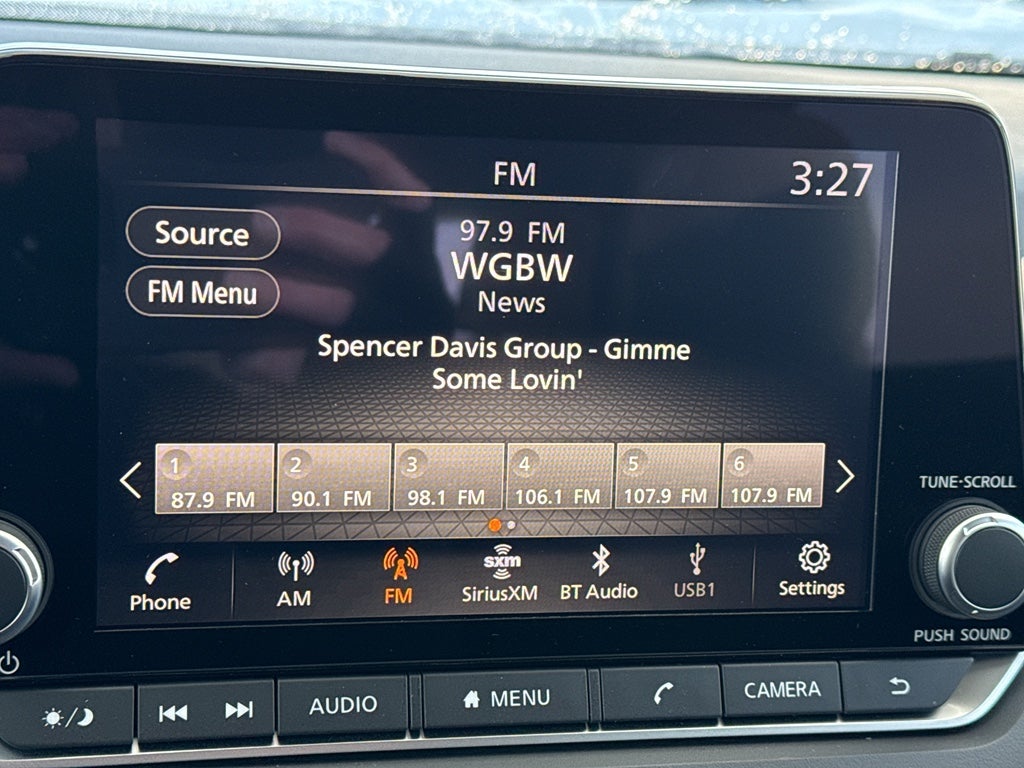 FM
3:27
Source
FM Menu
97.9 FM
WGBW
News
Spencer Davis Group - Gimme
Some Lovin'
1
87.9 FM
2
90.1 FM
3
98.1 FM
4
106.1 FM
5
107.9 FM
6
107.9 FM
Phone
AM
FM
sxm
SiriusXM
BT Audio
USB1
Settings
TUNE·SCROLL
PUSH SOUND
AUDIO
MENU
CAMERA